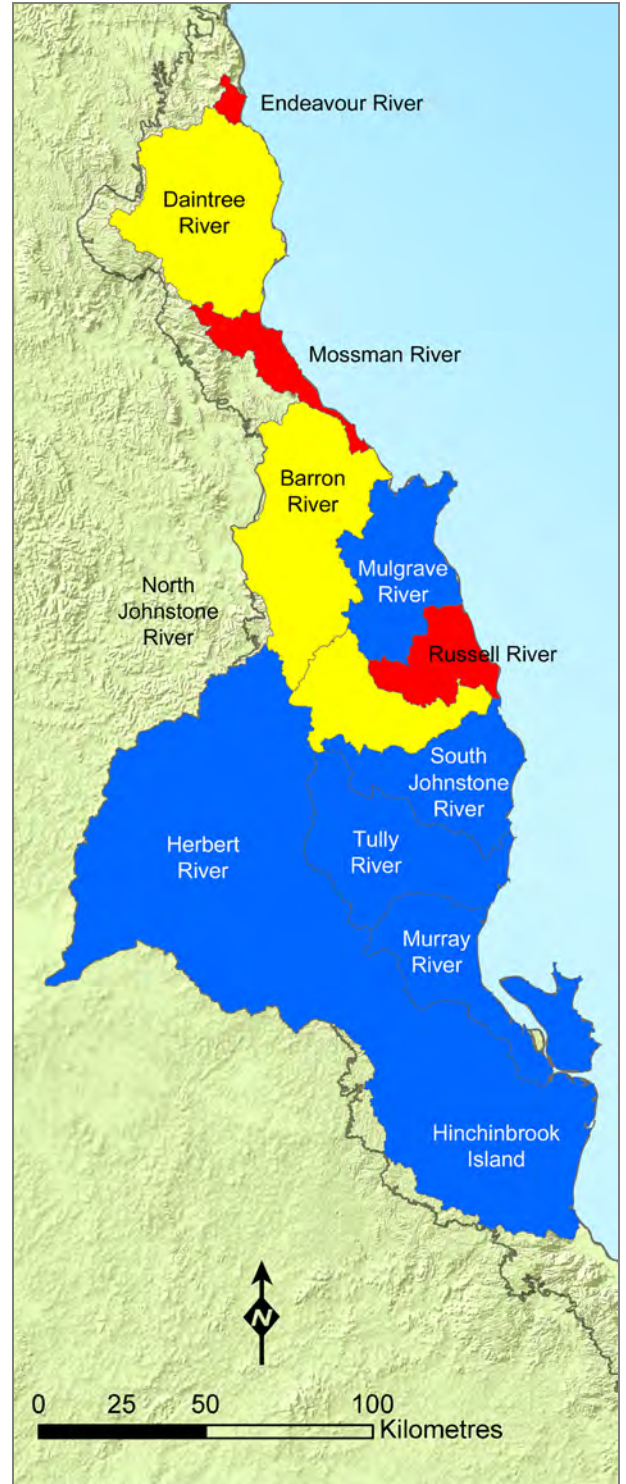 Endeavour River
Daintree
River
Mossman River
Barron
River
Mulgrave
River
North
Johnstone
River
Russell River
South
Johnstone
River
Herbert
River
Tully
River
Murray
River
Hinchinbrook
Island
N
0 25 50 100
Kilometres